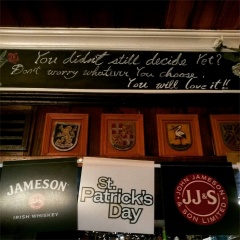 You didn't still decide Yet?
Don't worry whatever You choose.
You will love it!!
JAMESON
IRISH WHISKEY
St.
Patrick's
Day
JOHN JAMESON
JJ&S
& SON LIMITED